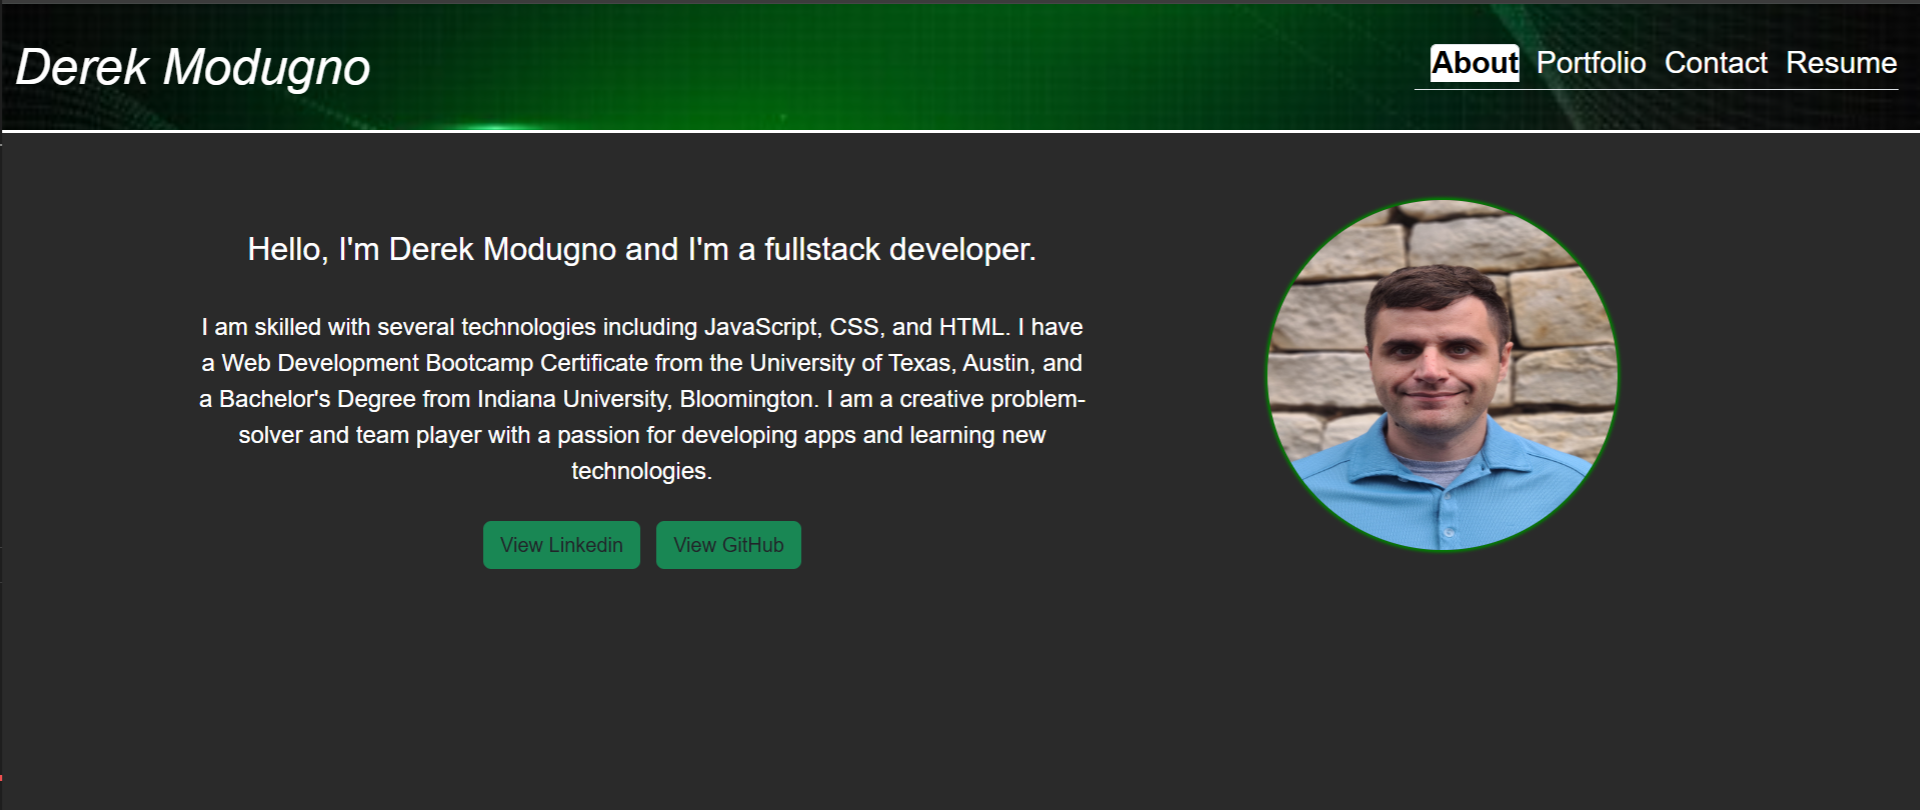 Derek Modugno
About Portfolio Contact Resume
Hello, I'm Derek Modugno and I'm a fullstack developer.
I am skilled with several technologies including JavaScript, CSS, and HTML. I have
a Web Development Bootcamp Certificate from the University of Texas, Austin, and
a Bachelor's Degree from Indiana University, Bloomington. I am a creative problem-
solver and team player with a passion for developing apps and learning new
technologies.
View Linkedin View GitHub